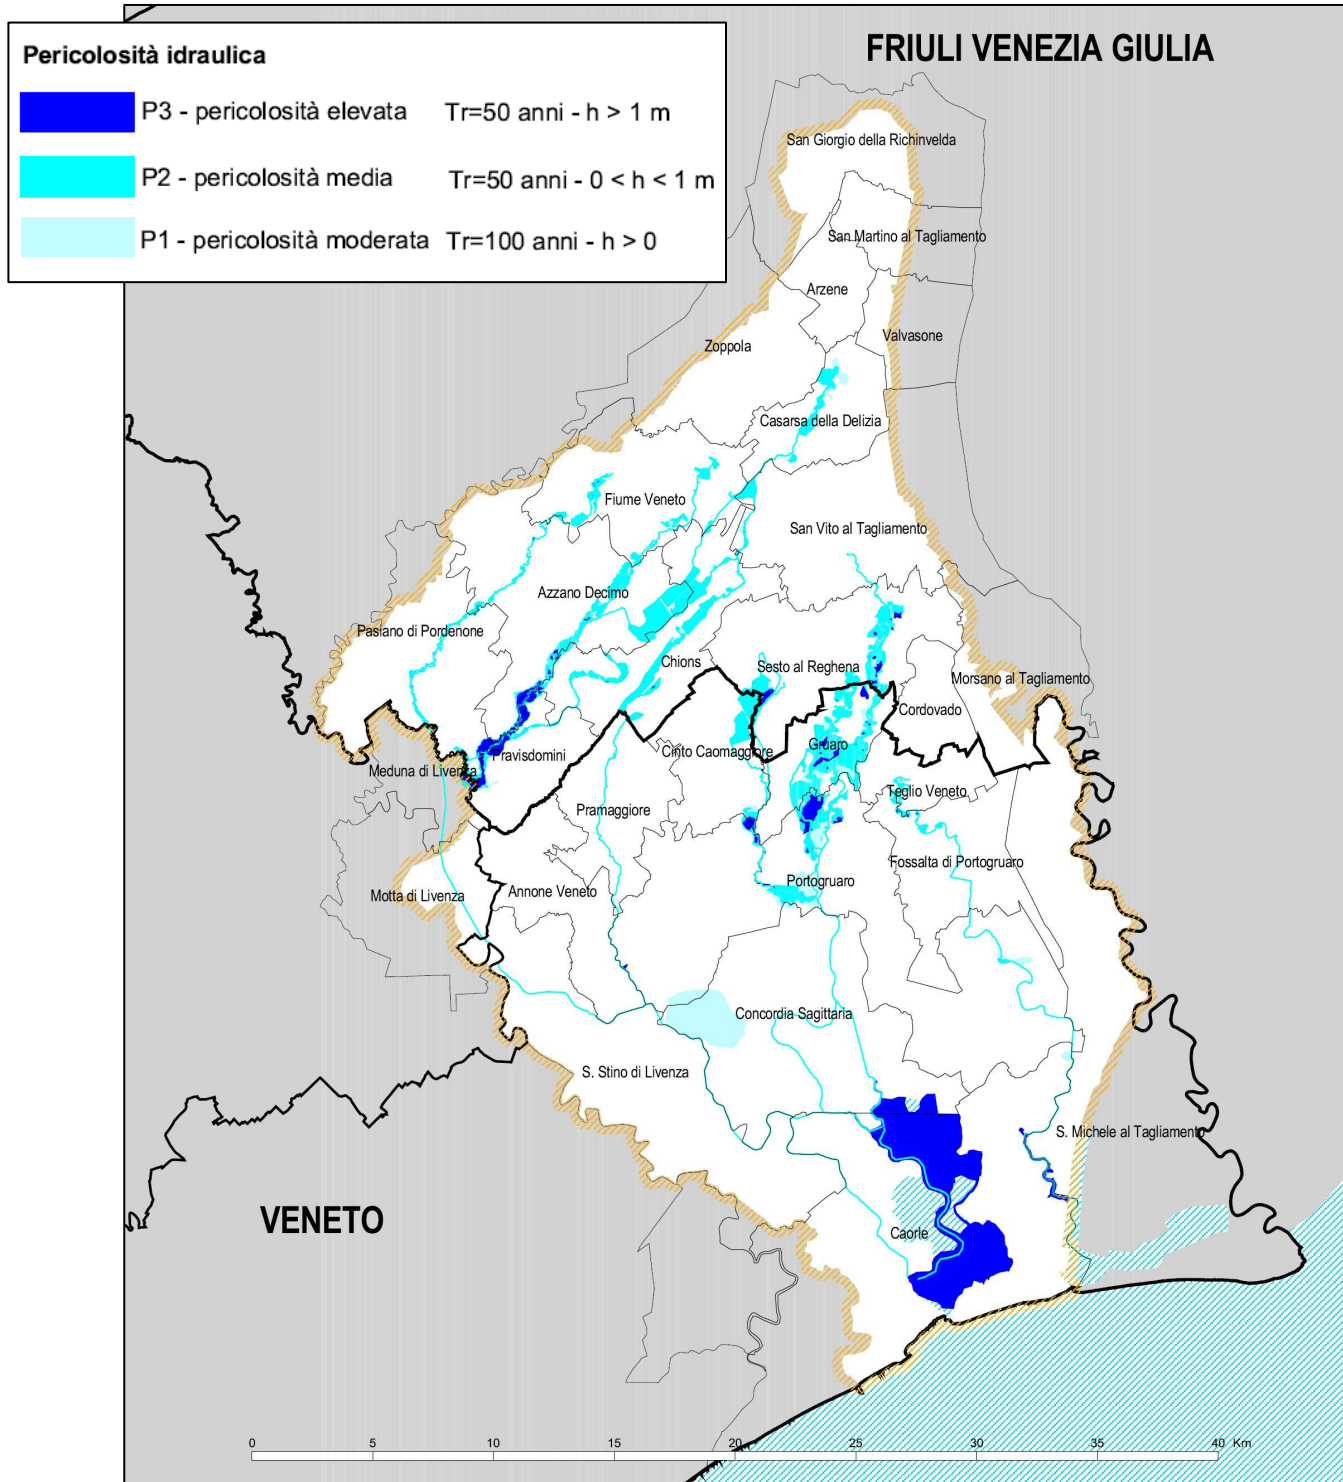 FRIULI VENEZIA GIULIA
Pericolosità idraulica
P3 - pericolosità elevata Tr=50 anni - h > 1 m
P2 - pericolosità media Tr=50 anni - 0 < h < 1 m
P1 - pericolosità moderata Tr=100 anni - h > 0
San Giorgio della Richinvelda
San Martino al Tagliamento
Arzene
Valvasone
Zoppola
Casarsa della Delizia
Fiume Veneto
San Vito al Tagliamento
Azzano Decimo
Pasiano di Pordenone
Chions
Sesto al Reghena
Morsano al Tagliamento
Cordovado
Gruaro
Cinto Caomaggiore
Pravisdomini
Meduna di Livenza
Teglio Veneto
Pramaggiore
Fossalta di Portogruaro
Portogruaro
Annone Veneto
Motta di Livenza
Concordia Sagittaria
S. Stino di Livenza
S. Michele al Tagliamento
VENETO
Caorle
0 5 10 15 20 25 30 35 40 Km